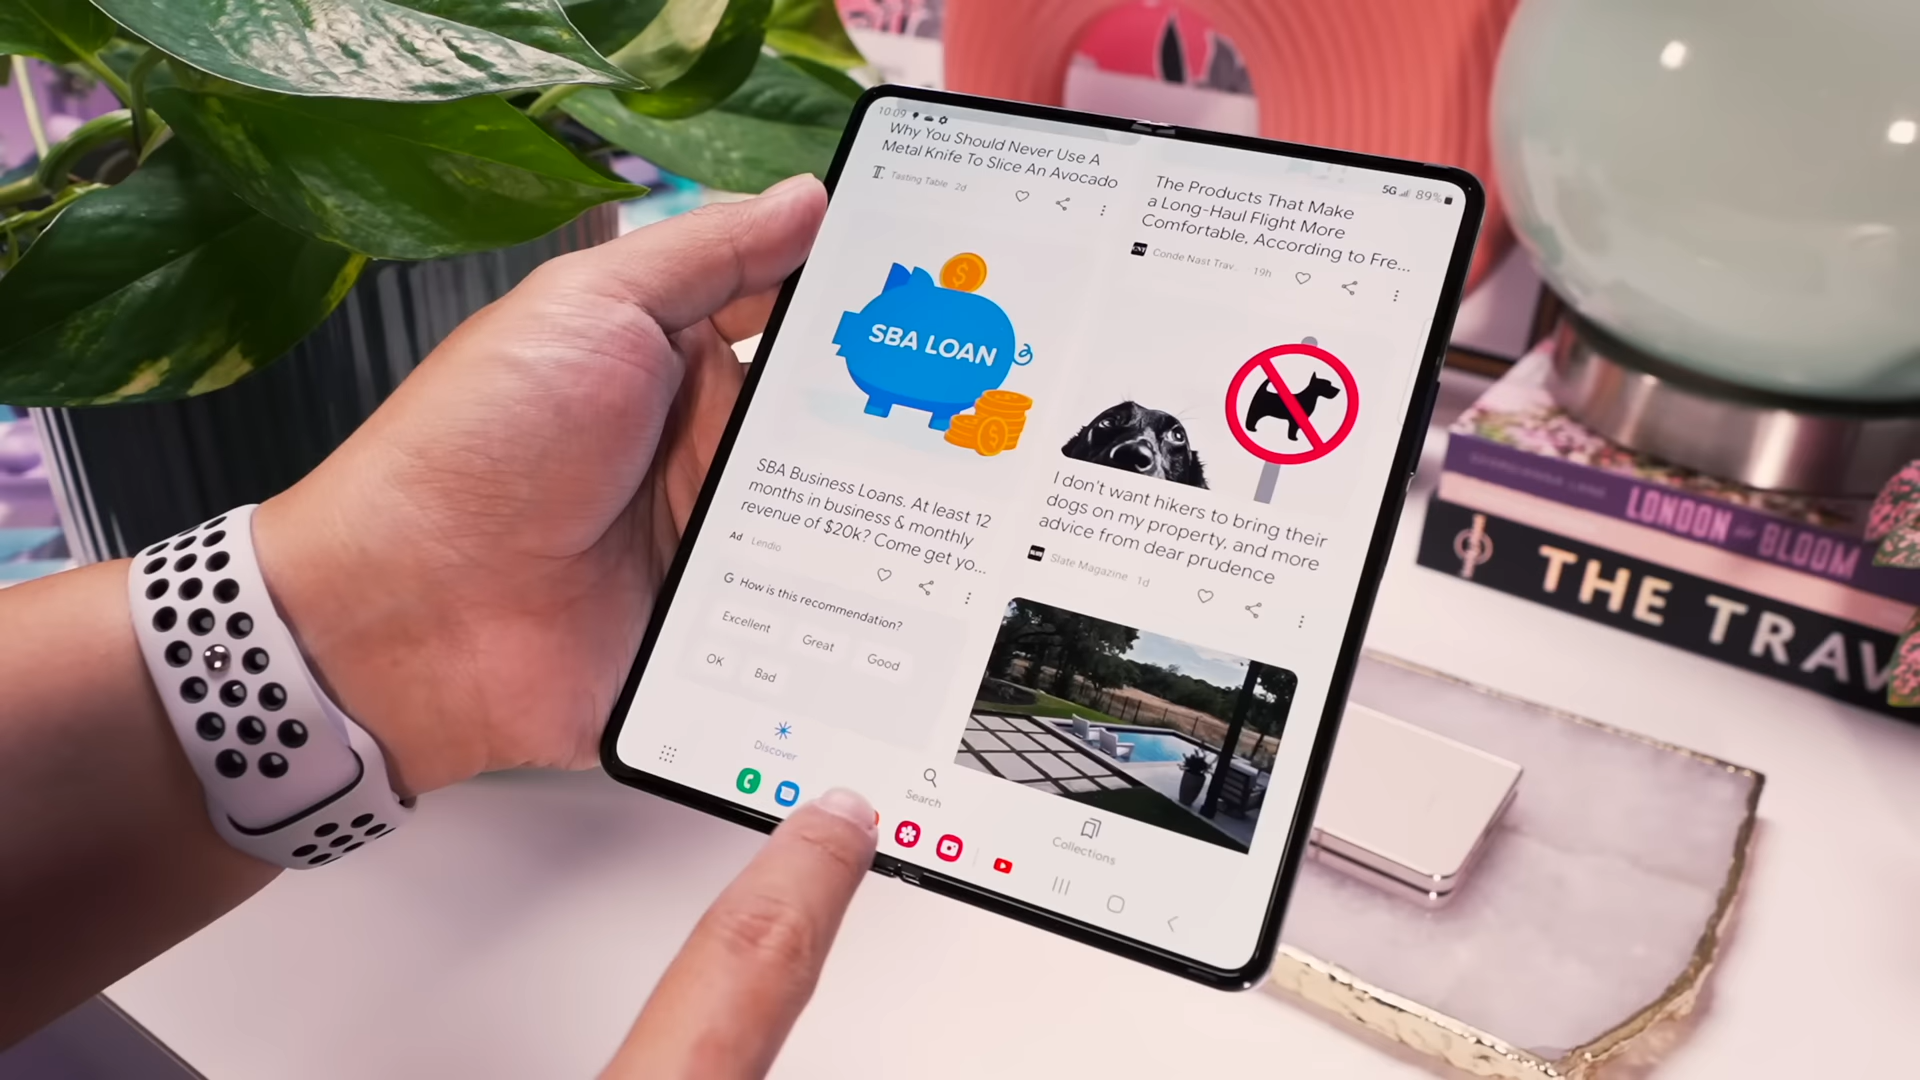 10:09
Why You Should Never Use A
Metal Knife To Slice An Avocado
Tasting Table 2d
5G 89%
The Products That Make
a Long-Haul Flight More
Comfortable, According to Fre...
CNT Conde Nast Trav... 19h
SBA LOAN
SBA Business Loans. At least 12
months in business & monthly
revenue of $20k? Come get yo...
Ad Lendio
I don't want hikers to bring their
dogs on my property, and more
advice from dear prudence
Slate Magazine 1d
G How is this recommendation?
Excellent Great Good
OK Bad
Discover
Search
Collections
LONDON in BLOOM
THE TRAV